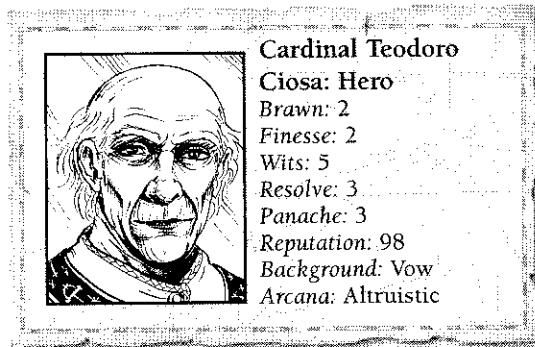 Cardinal Teodoro
Ciosa: Hero
Brawn: 2
Finesse: 2
Wits: 5
Resolve: 3
Panache: 3
Reputation: 98
Background: Vow
Arcana: Altruistic